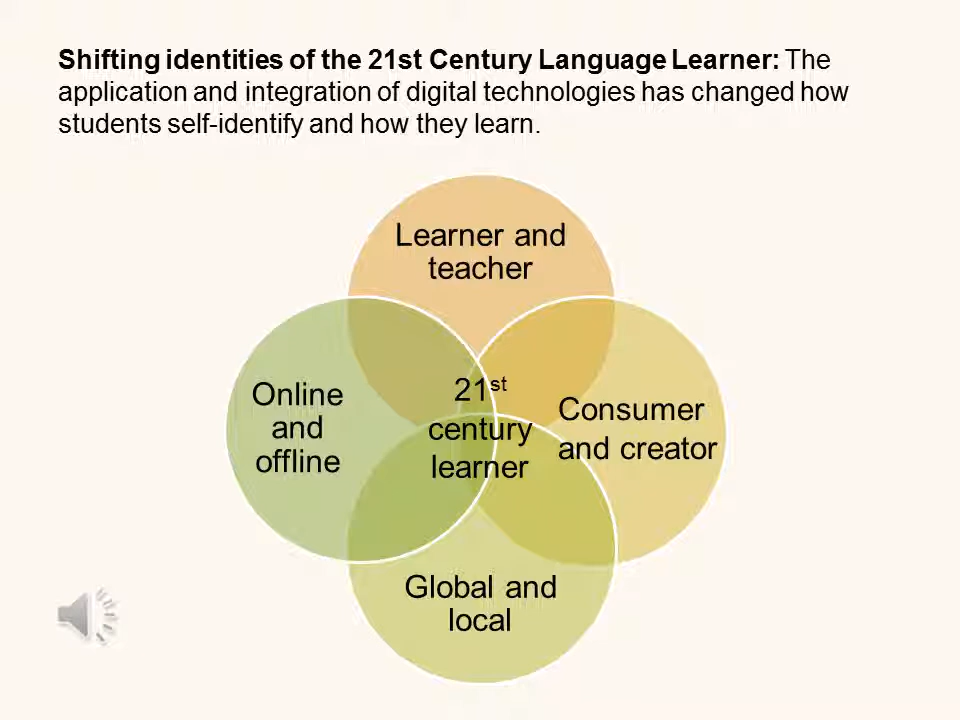 Shifting identities of the 21st Century Language Learner: The
application and integration of digital technologies has changed how
students self-identify and how they learn.
Learner and
teacher
Online
and
offline
21st
century
learner
Consumer
and creator
Global and
local